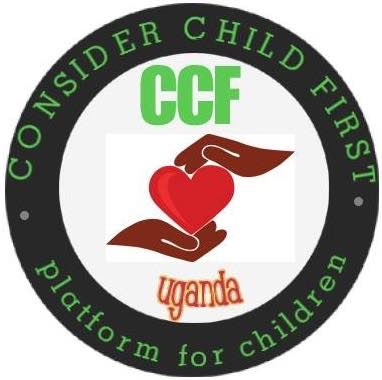 CONSIDER CHILD FIRST
CCF
uganda
platform for children